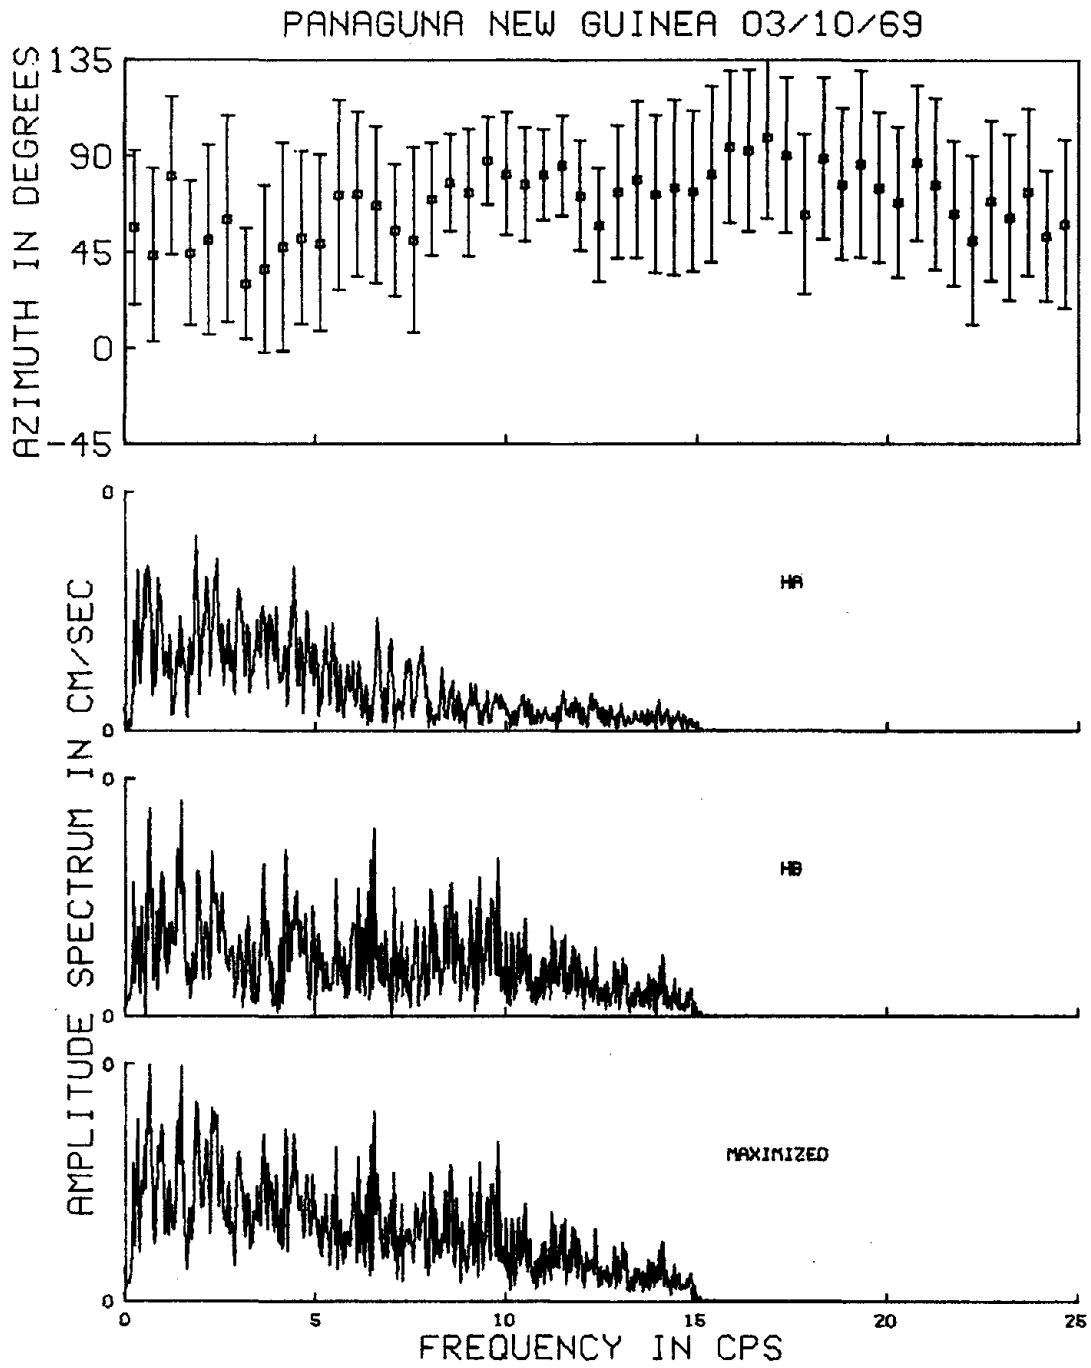 PANAGUNA NEW GUINEA 03/10/69
AZIMUTH IN DEGREES
135
90
45
0
-45
AMPLITUDE SPECTRUM IN CM/SEC
0
HA
0
0
HB
0
0
MAXIMIZED
0
0 5 10 15 20 25
FREQUENCY IN CPS